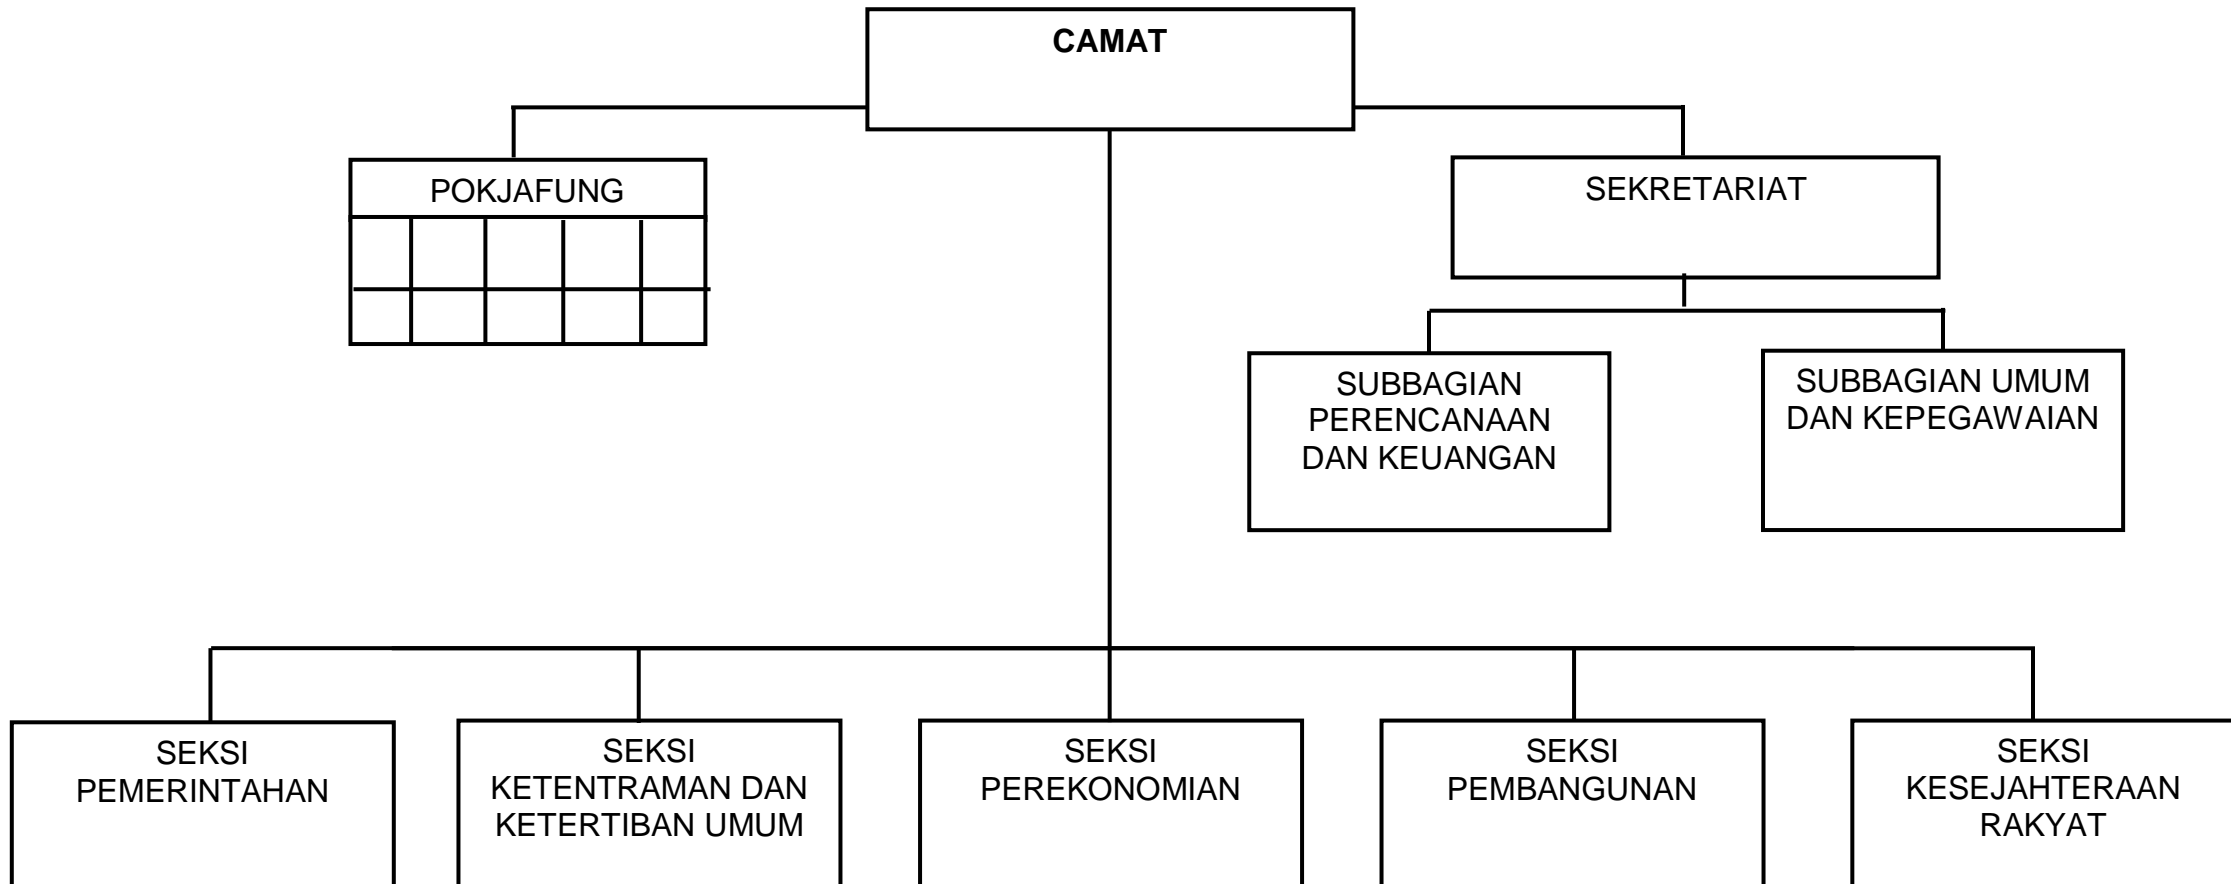 CAMAT
POKJAFUNG
SEKRETARIAT
SUBBAGIAN
PERENCANAAN
DAN KEUANGAN
SUBBAGIAN UMUM
DAN KEPEGAWAIAN
SEKSI
PEMERINTAHAN
SEKSI
KETENTRAMAN DAN
KETERTIBAN UMUM
SEKSI
PEREKONOMIAN
SEKSI
PEMBANGUNAN
SEKSI
KESEJAHTERAAN
RAKYAT